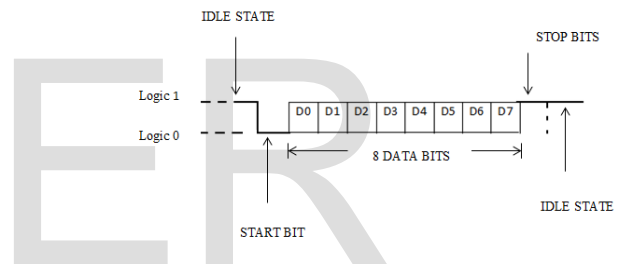 IDLE STATE
STOP BITS
Logic 1
D0 D1 D2 D3 D4 D5 D6 D7
Logic 0
8 DATA BITS
IDLE STATE
START BIT
ER